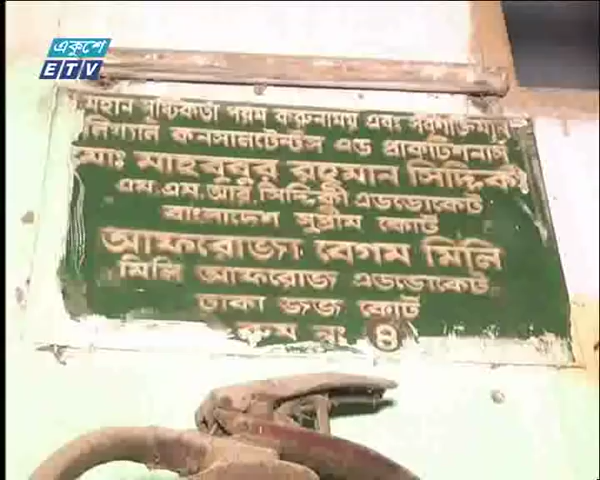 একুশে
ETV
মহান সৃষ্টিকর্তা পরম করুনাময় এবং সর্বশক্তিমান
লিগ্যাল কনসালটেন্টস এন্ড প্রাকটিশনাস
মোঃ মাহবুবুর রহমান সিদ্দিকী
এম.এম.আর.সিদ্দিকী এডভোকেট
বাংলাদেশ সুপ্রীম কোর্ট
আফরোজা বেগম মিলি
মিলি আফরোজ এডভোকেট
ঢাকা জজ কোর্ট
রুম নং ৪